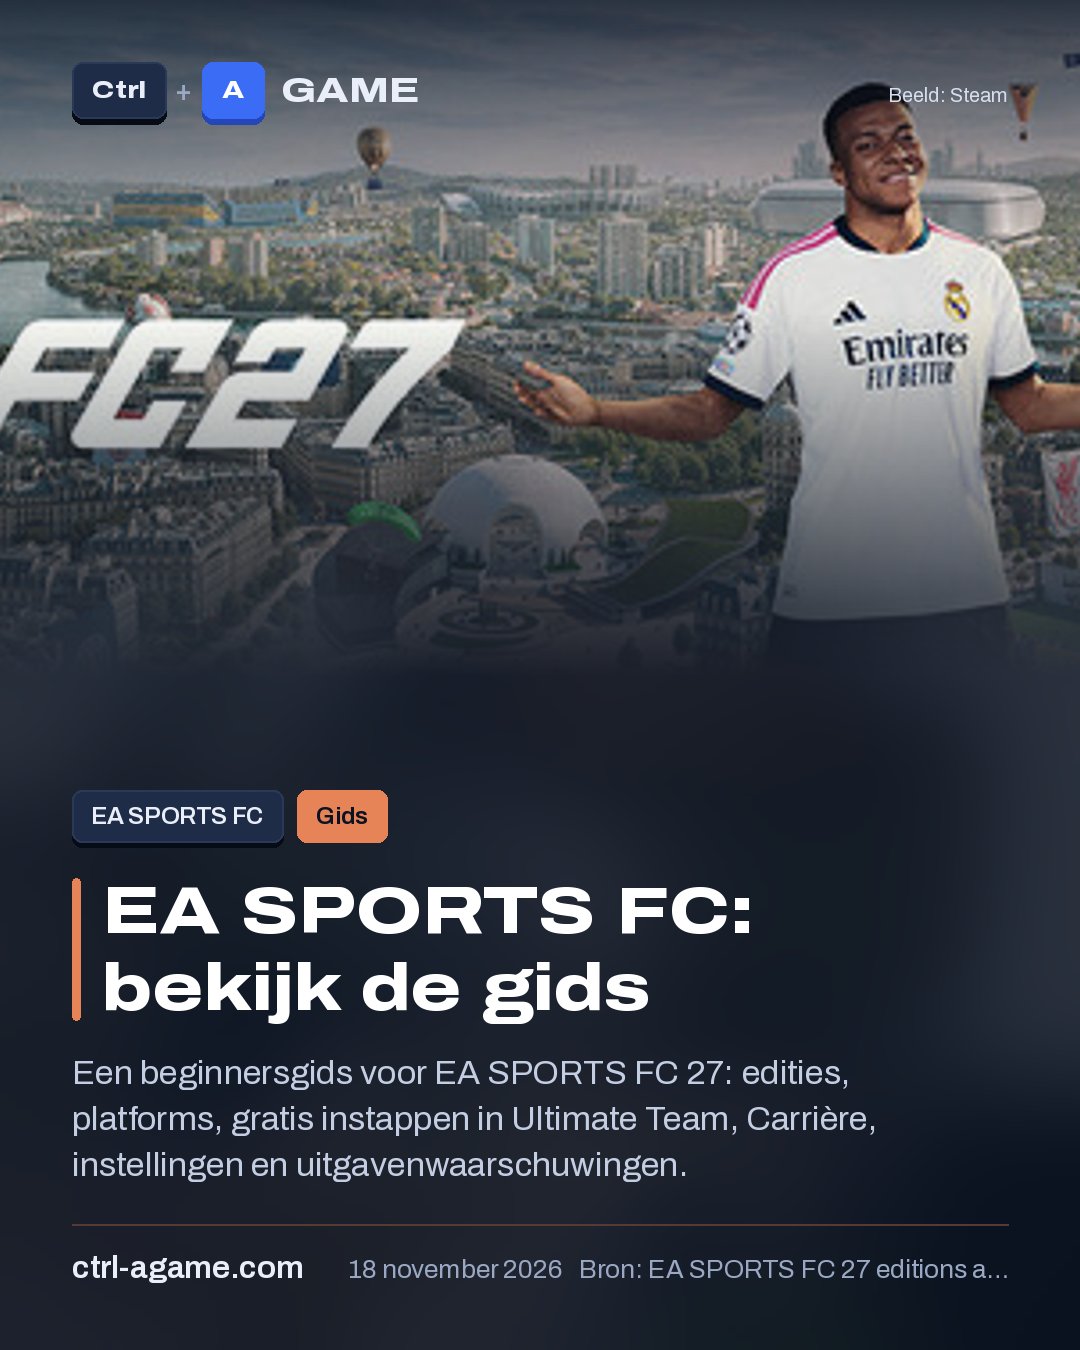 Ctrl + A GAME
Beeld: Steam
FC27
Emirates
FLY BETTER
EA SPORTS FC
Gids
EA SPORTS FC:
bekijk de gids
Een beginnersgids voor EA SPORTS FC 27: edities,
platforms, gratis instappen in Ultimate Team, Carrière,
instellingen en uitgavenwaarschuwingen.
ctrl-agame.com
18 november 2026
Bron: EA SPORTS FC 27 editions a...